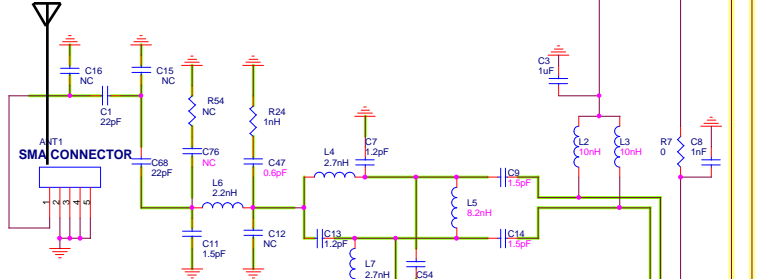 C16
NC
C15
NC
C1
22pF
R54
NC
R24
1nH
C3
1uF
ANT1
SMA CONNECTOR
C68
22pF
C76
NC
C47
0.6pF
L4
2.7nH
C7
1.2pF
L2
10nH
L3
10nH
R7
0
C8
1nF
L6
2.2nH
C9
1.5pF
L5
8.2nH
1
2
3
4
5
C11
1.5pF
C12
NC
C13
1.2pF
C14
1.5pF
L7
2.7nH
C54